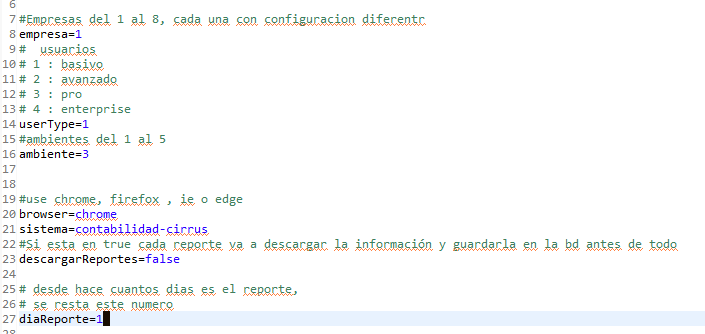 6
7 #Empresas del 1 al 8, cada una con configuracion diferentr
8 empresa=1
9 #  usuarios
10 # 1 : basivo
11 # 2 : avanzado
12 # 3 : pro
13 # 4 : enterprise
14 userType=1
15 #ambientes del 1 al 5
16 ambiente=3
17
18
19 #use chrome, firefox , ie o edge
20 browser=chrome
21 sistema=contabilidad-cirrus
22 #Si esta en true cada reporte va a descargar la información y guardarla en la bd antes de todo
23 descargarReportes=false
24
25 # desde hace cuantos dias es el reporte,
26 # se resta este numero
27 diaReporte=1
28